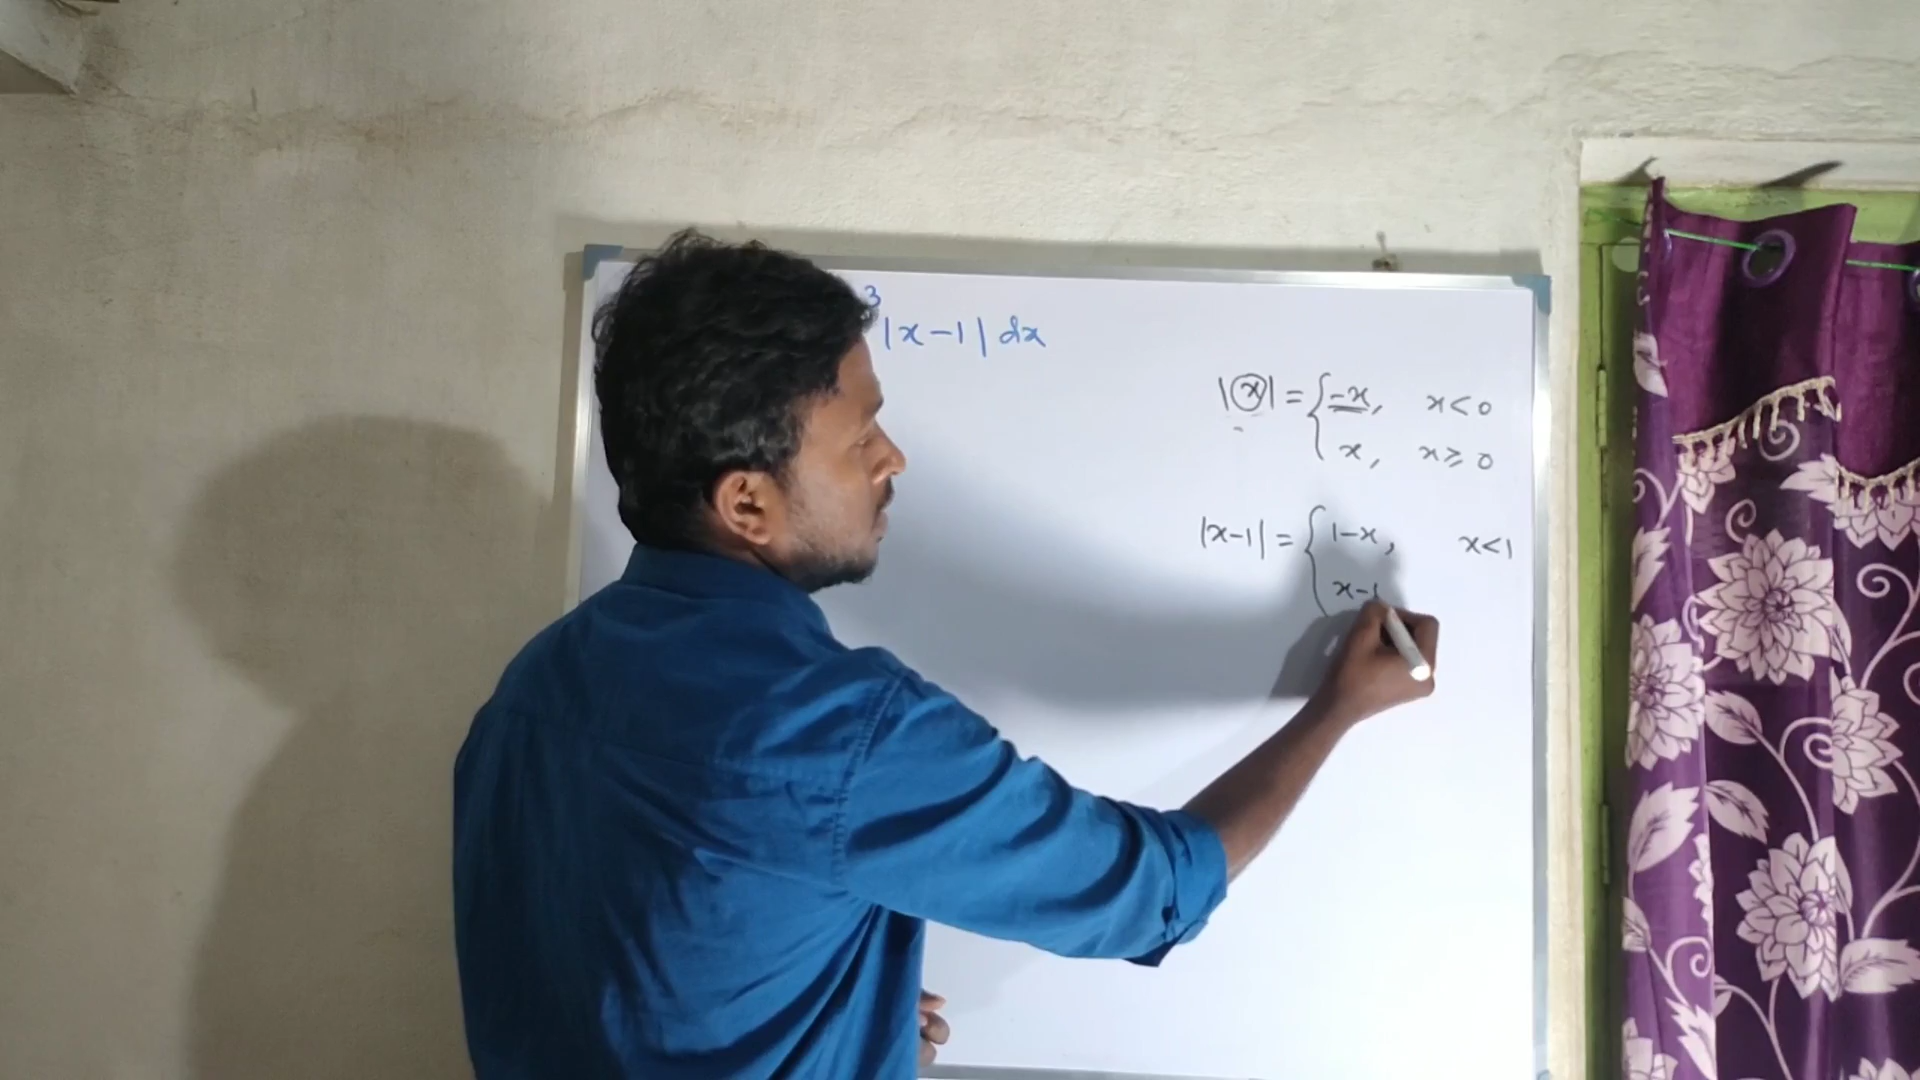 3
|x-1| dx
|x| = { -x, x<0
x, x≥0
|x-1| = { 1-x, x<1
x-1